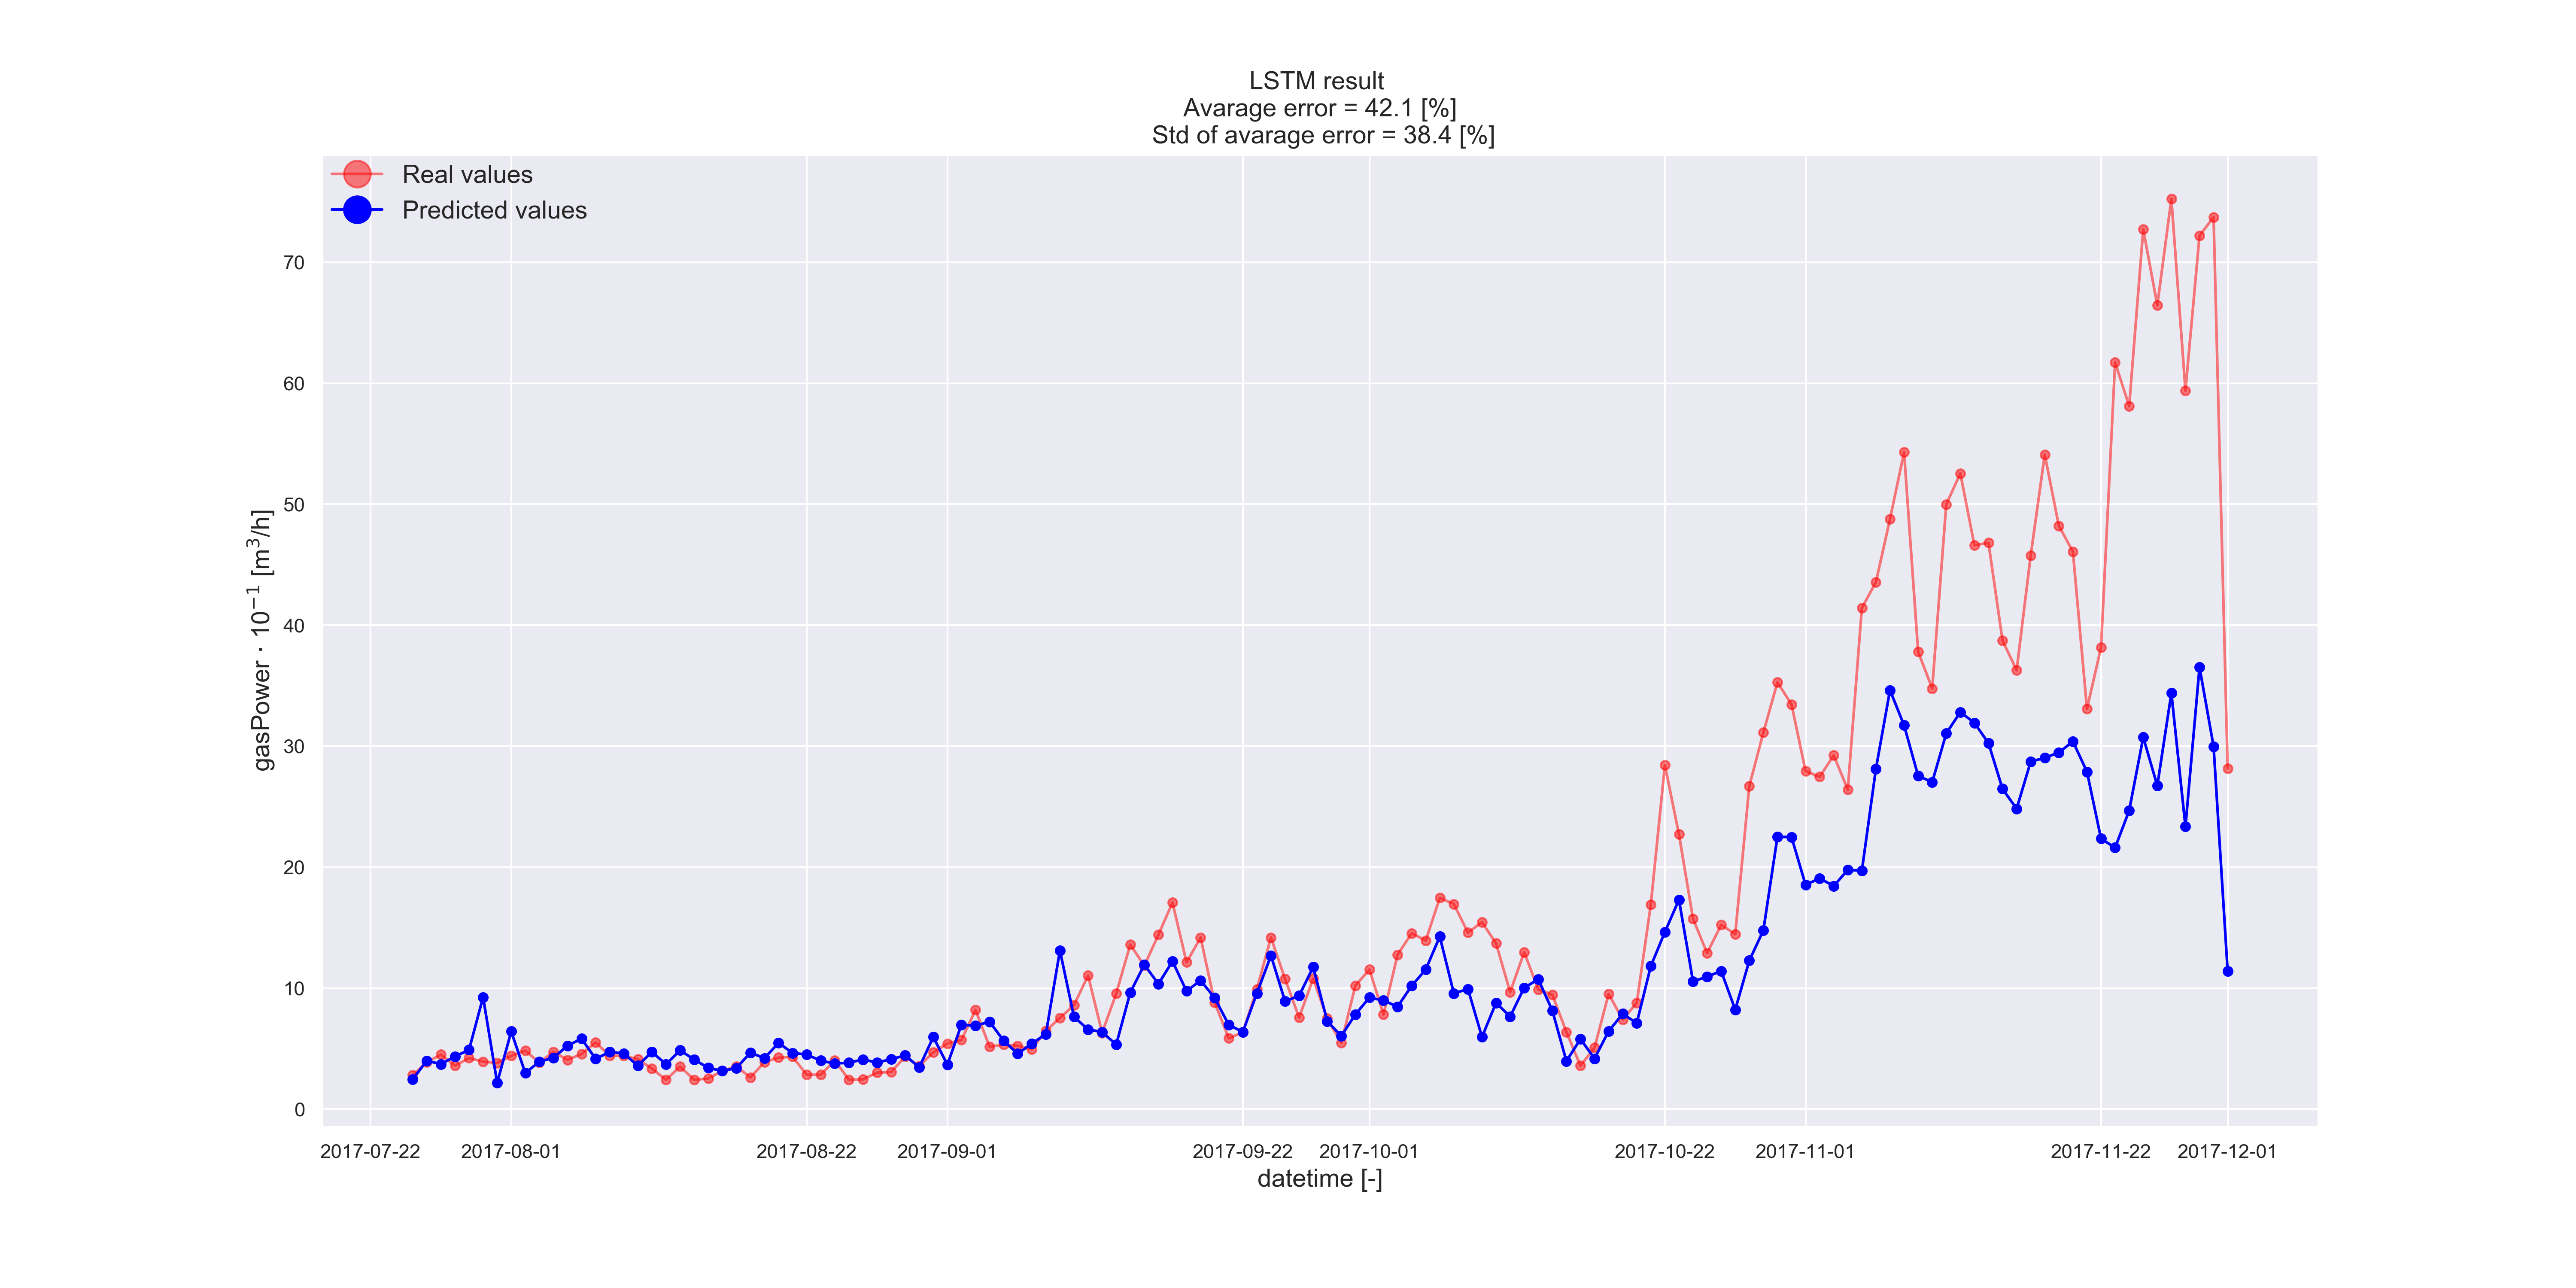 LSTM result
Avarage error = 42.1 [%]
Std of avarage error = 38.4 [%]
Real values
Predicted values
70
60
50
40
30
20
10
0
gasPower · 10⁻¹ [m³/h]
2017-07-22 2017-08-01 2017-08-22 2017-09-01 2017-09-22 2017-10-01 2017-10-22 2017-11-01 2017-11-22 2017-12-01
datetime [-]